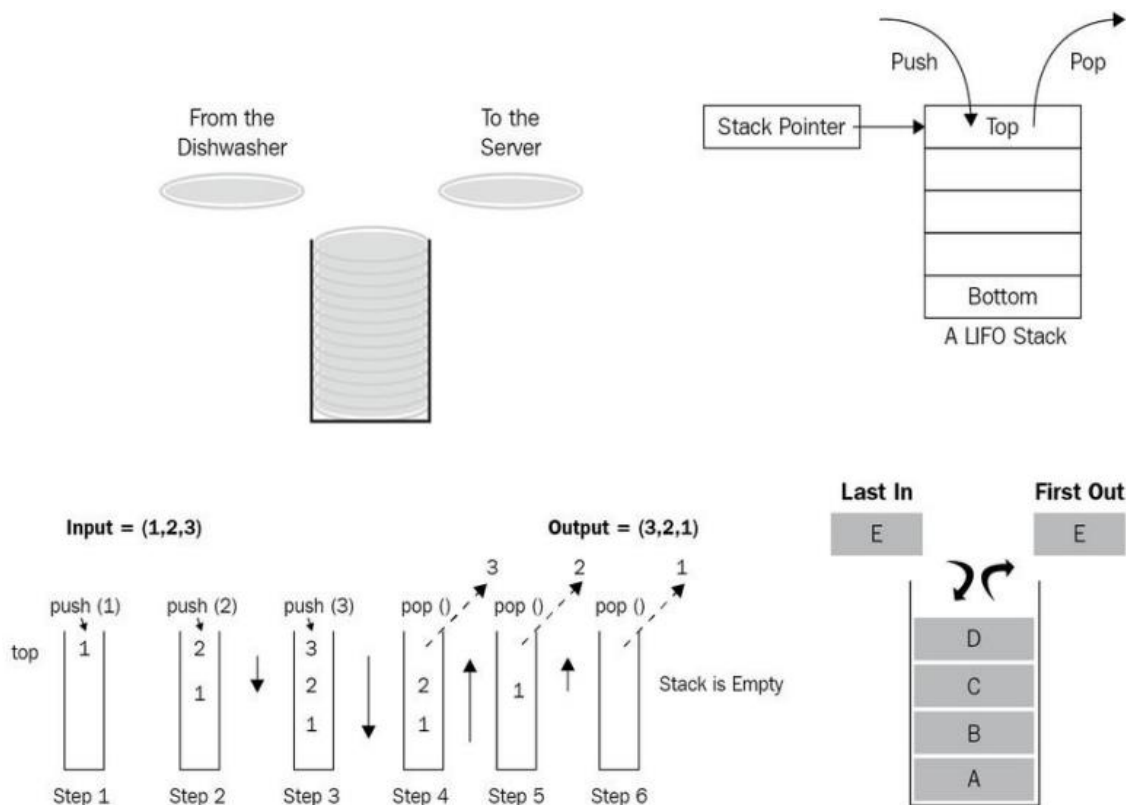 Push
Pop
Stack Pointer
Top
Bottom
A LIFO Stack
From the
Dishwasher
To the
Server
Input = (1,2,3)
Output = (3,2,1)
3
2
1
push (1)
push (2)
push (3)
pop ()
pop ()
pop ()
top
1
2
1
3
2
1
2
1
1
Stack is Empty
Step 1
Step 2
Step 3
Step 4
Step 5
Step 6
Last In
First Out
E
E
D
C
B
A